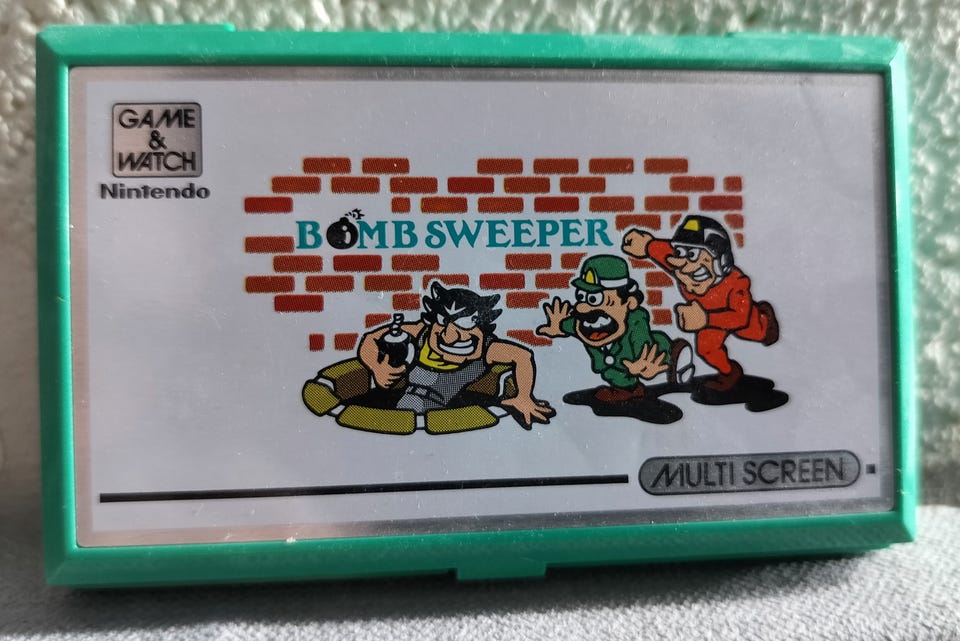 GAME
&
WATCH
Nintendo
BOMB SWEEPER
MULTI SCREEN